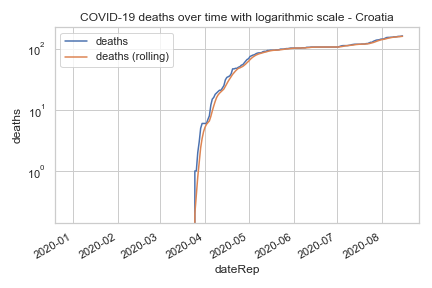 COVID-19 deaths over time with logarithmic scale - Croatia
deaths
deaths (rolling)
10²
10¹
10⁰
deaths
2020-01
2020-02
2020-03
2020-04
2020-05
2020-06
2020-07
2020-08
dateRep